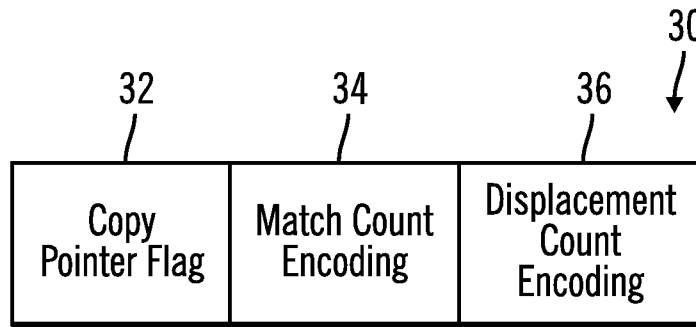 30
32 34 36
Copy Pointer Flag
Match Count Encoding
Displacement Count Encoding